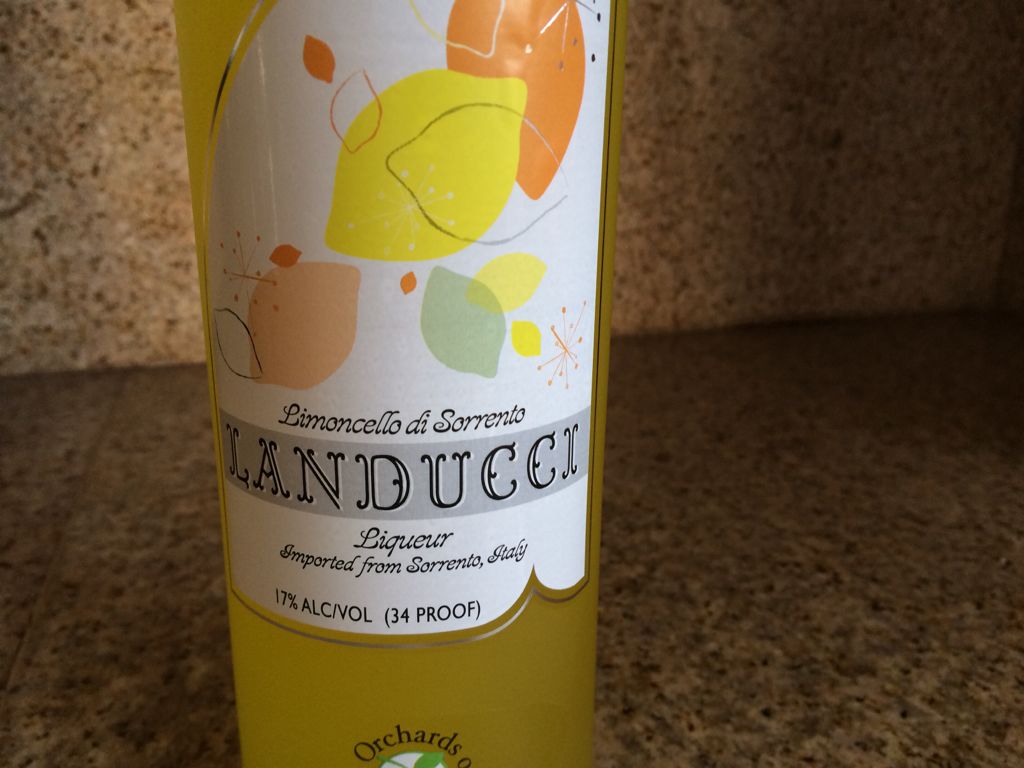 Limoncello di Sorrento
LANDUCCI
Liqueur
Imported from Sorrento, Italy
17% ALC/VOL (34 PROOF)
Orchards